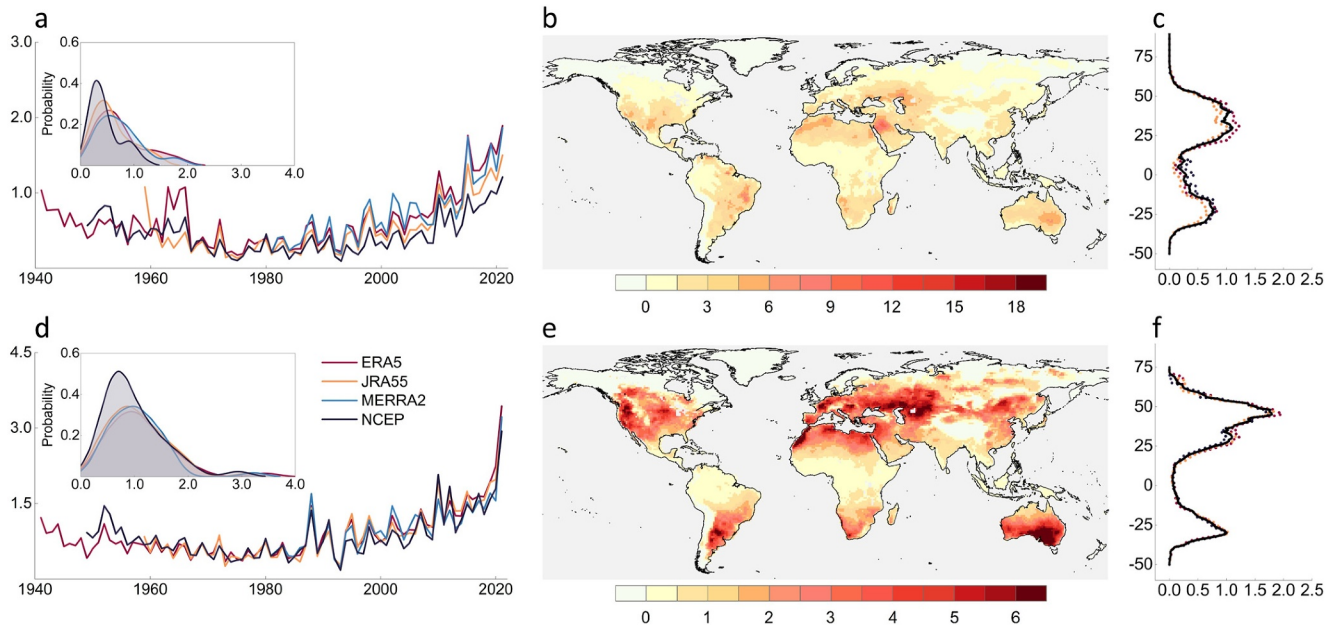 a
3.0
2.0
1.0
1941 1960 1980 2000 2020
Probability
0.6
0.4
0.2
0.0 1.0 2.0 3.0 4.0
b
0 3 6 9 12 15 18
c
75
50
25
0
-25
-50
0.0 0.5 1.0 1.5 2.0 2.5
d
4.5
3.0
1.5
1940 1960 1980 2000 2020
Probability
0.6
0.4
0.2
0.0 1.0 2.0 3.0 4.0
ERA5
JRA55
MERRA2
NCEP
e
0 1 2 3 4 5 6
f
75
50
25
0
-25
-50
0.0 0.5 1.0 1.5 2.0 2.5